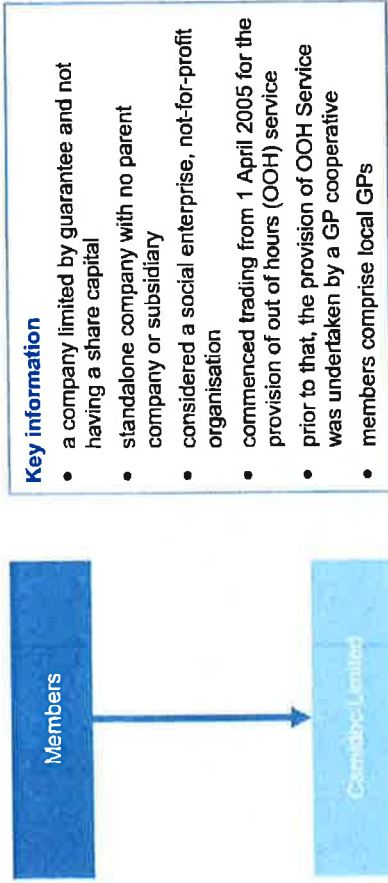 Members
Camidoc Limited
Key information
• a company limited by guarantee and not
having a share capital
• standalone company with no parent
company or subsidiary
• considered a social enterprise, not-for-profit
organisation
• commenced trading from 1 April 2005 for the
provision of out of hours (OOH) service
• prior to that, the provision of OOH Service
was undertaken by a GP cooperative
• members comprise local GPs